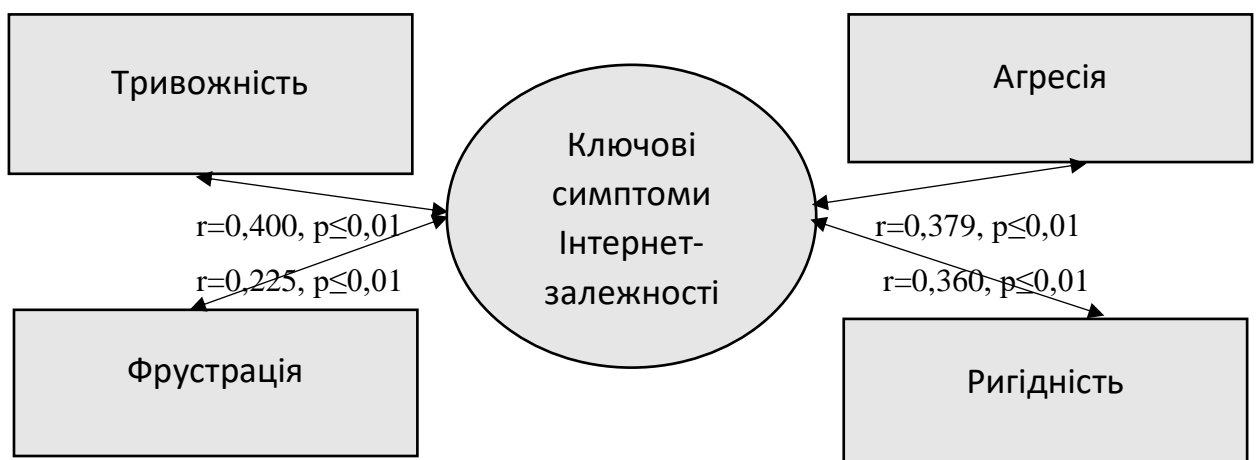 Тривожність
Агресія
Ключові
симптоми
Інтернет-
залежності
r=0,400, p≤0,01
r=0,379, p≤0,01
r=0,225, p≤0,01
r=0,360, p≤0,01
Фрустрація
Ригідність